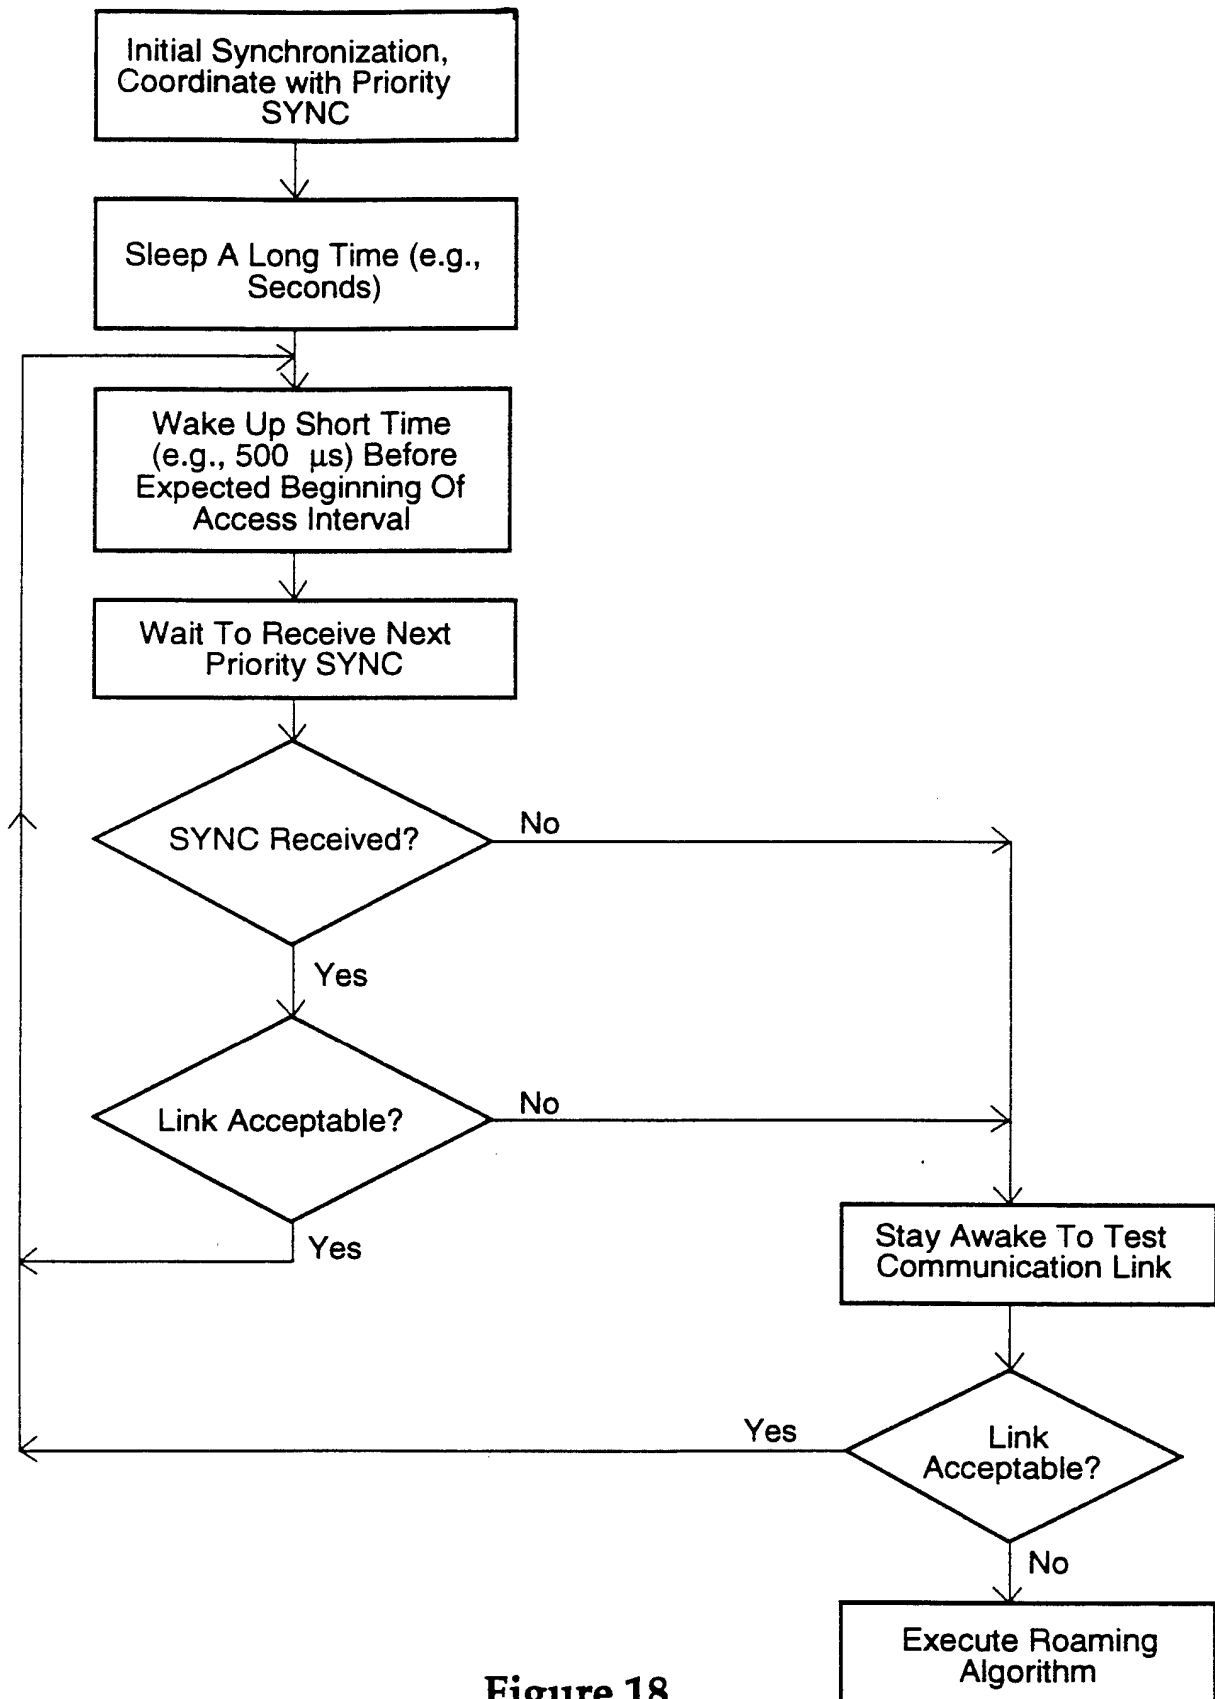 Initial Synchronization,
Coordinate with Priority
SYNC
Sleep A Long Time (e.g.,
Seconds)
Wake Up Short Time
(e.g., 500 µs) Before
Expected Beginning Of
Access Interval
Wait To Receive Next
Priority SYNC
SYNC Received?
No
Yes
Link Acceptable?
No
Yes
Stay Awake To Test
Communication Link
Link
Acceptable?
Yes
No
Execute Roaming
Algorithm
Figure 18